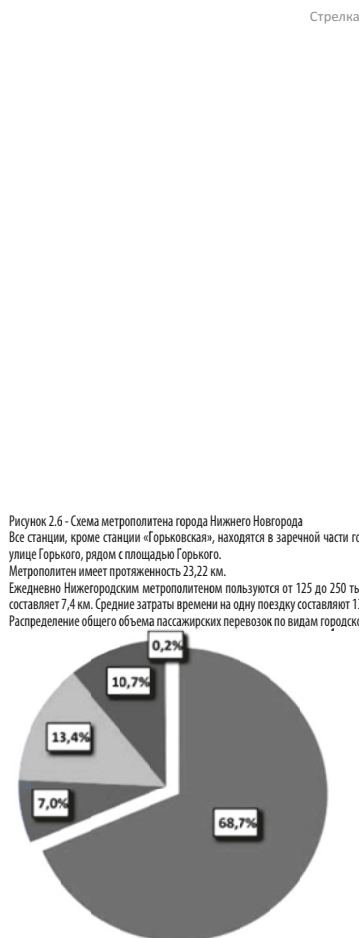 Стрелка
Рисунок 2.6 - Схема метрополитена города Нижнего Новгорода
Все станции, кроме станции «Горьковская», находятся в заречной части го
улице Горького, рядом с площадью Горького.
Метрополитен имеет протяженность 23,22 км.
Ежедневно Нижегородским метрополитеном пользуются от 125 до 250 ты
составляет 7,4 км. Средние затраты времени на одну поездку составляют 1
Распределение общего объема пассажирских перевозок по видам городско
0,2%
10,7%
13,4%
7,0%
68,7%